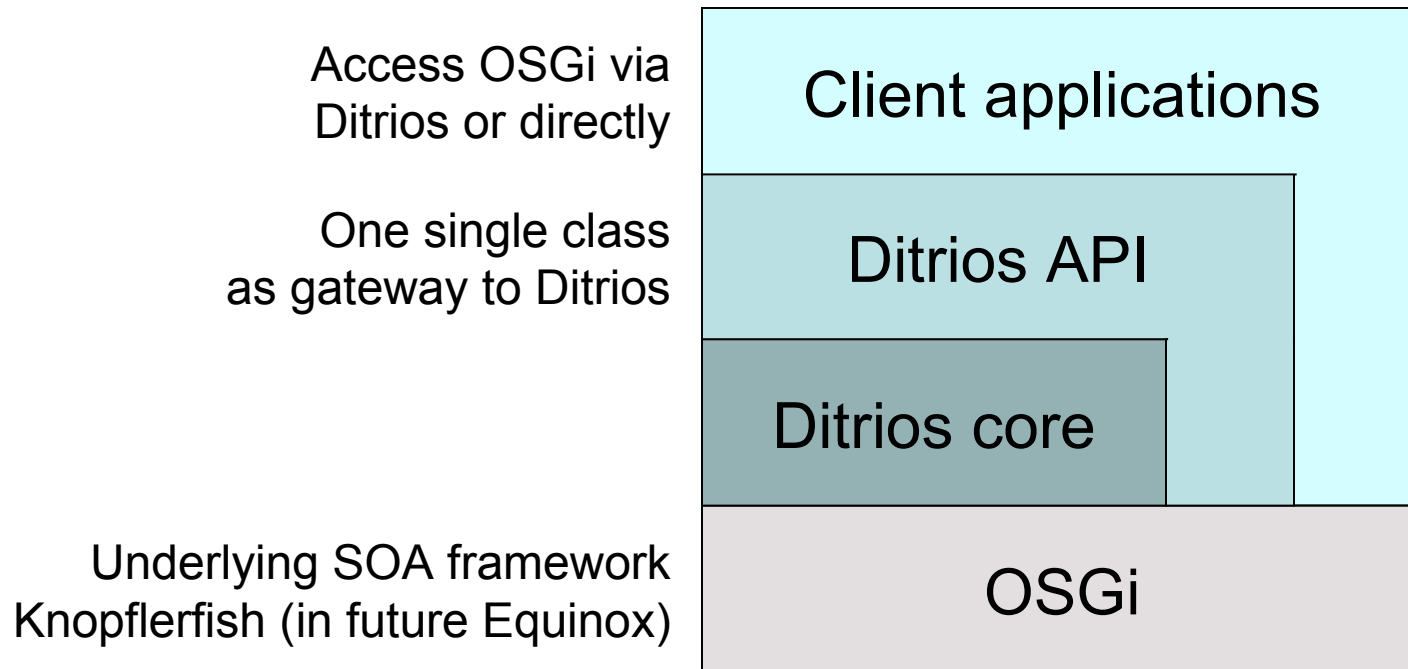 Access OSGi via
Ditrios or directly
Client applications
One single class
as gateway to Ditrios
Ditrios API
Ditrios core
Underlying SOA framework
Knopflerfish (in future Equinox)
OSGi